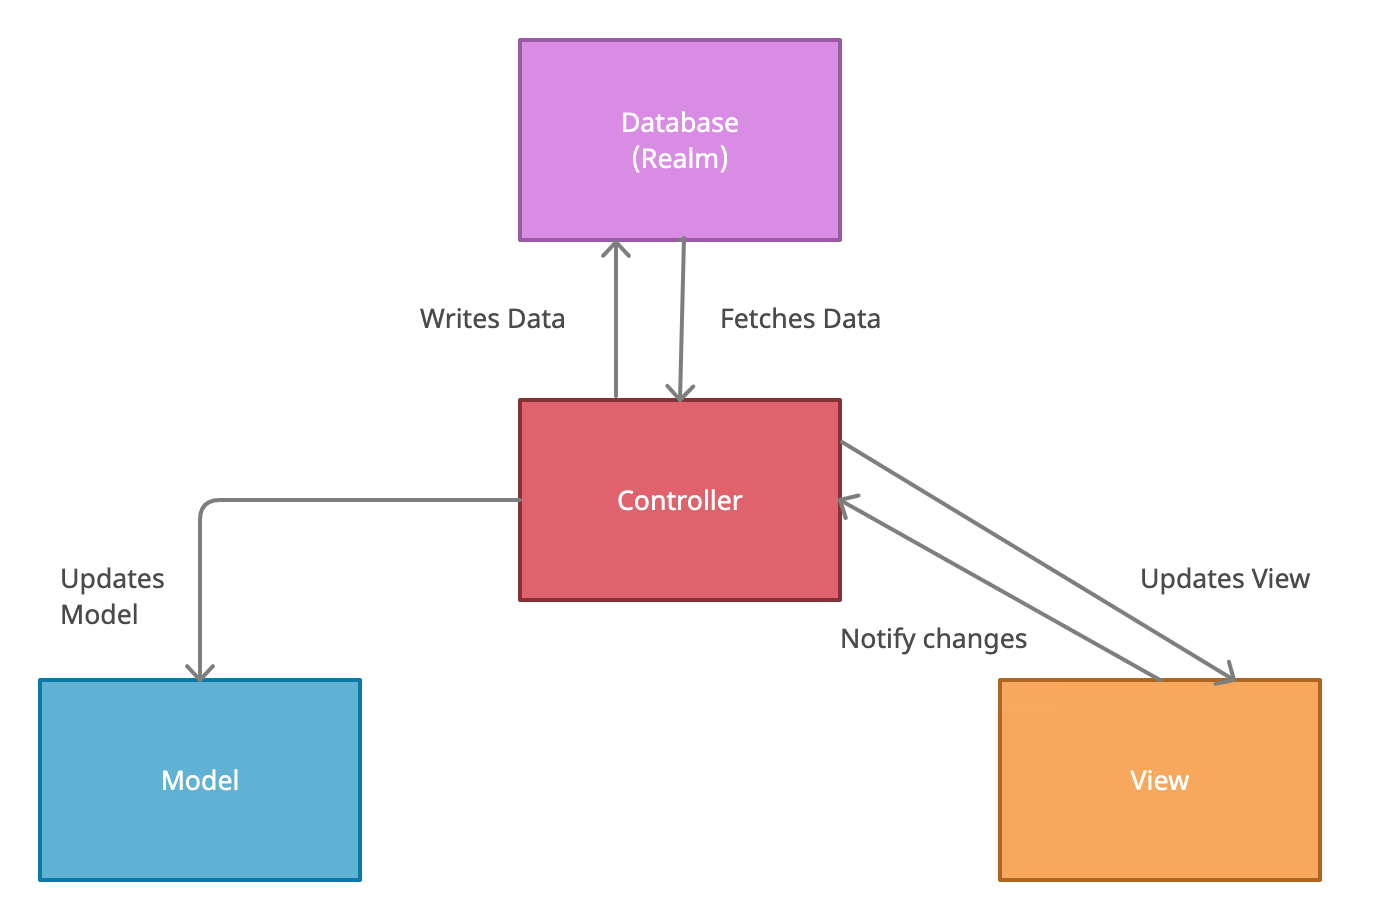 Database
(Realm)
Writes Data
Fetches Data
Controller
Updates
Model
Updates View
Notify changes
Model
View